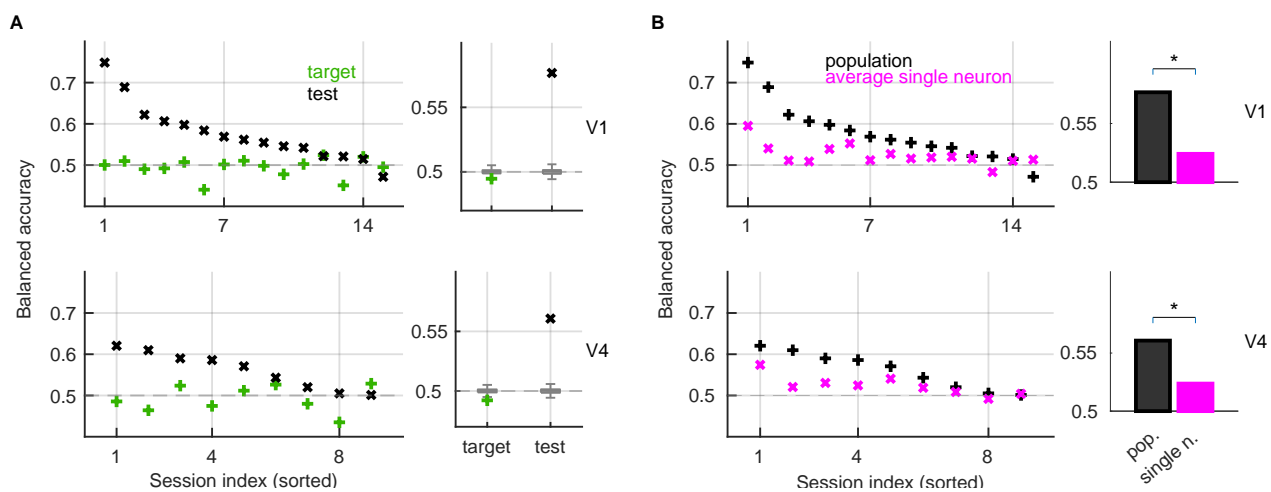 A
B
0.7
0.6
0.5
target
test
1
7
14
0.55
0.5
V1
0.7
0.6
0.5
population
average single neuron
1
7
14
*
0.55
0.5
V1
Balanced accuracy
0.7
0.6
0.5
1
4
8
Session index (sorted)
0.55
0.5
target
test
V4
Balanced accuracy
0.7
0.6
0.5
1
4
8
Session index (sorted)
*
0.55
0.5
pop.
single n.
V4